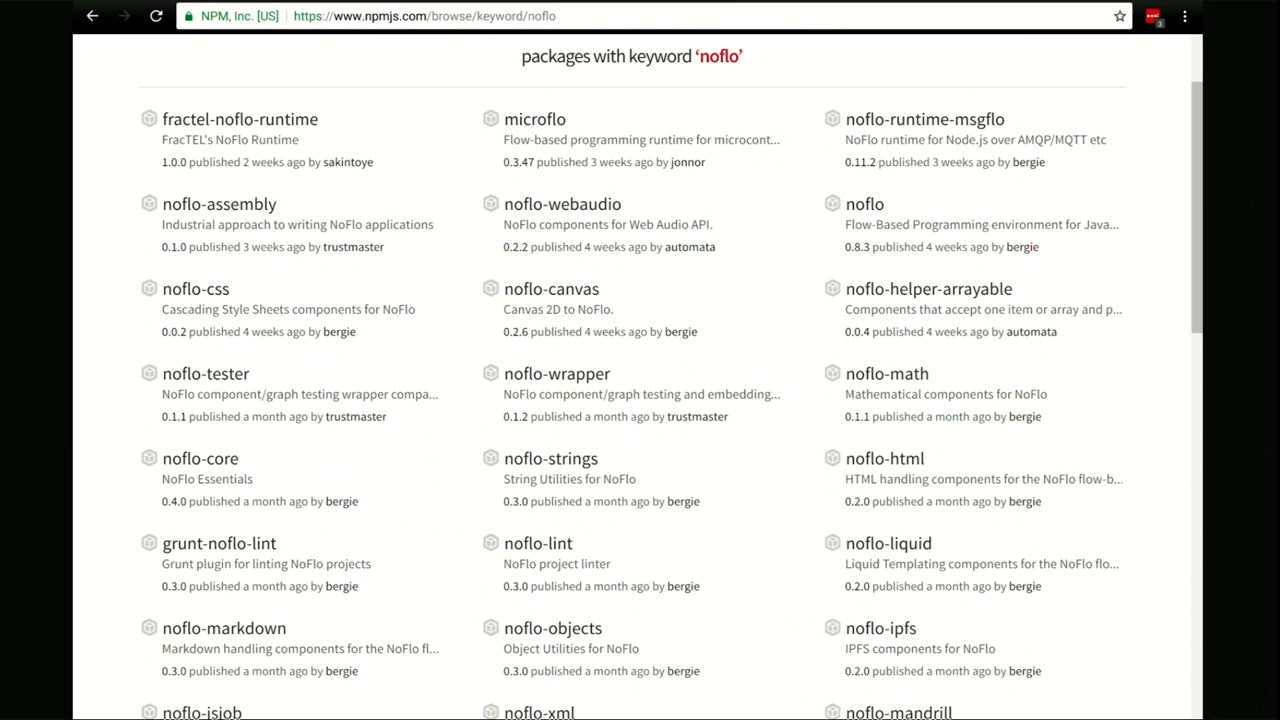 NPM, Inc. [US]
https://www.npmjs.com/browse/keyword/noflo
3
packages with keyword ‘noflo’
fractel-noflo-runtime
FracTEL's NoFlo Runtime
1.0.0 published 2 weeks ago by sakintoye
microflo
Flow-based programming runtime for microcont...
0.3.47 published 3 weeks ago by jonnor
noflo-runtime-msgflo
NoFlo runtime for Node.js over AMQP/MQTT etc
0.11.2 published 3 weeks ago by bergie
noflo-assembly
Industrial approach to writing NoFlo applications
0.1.0 published 3 weeks ago by trustmaster
noflo-webaudio
NoFlo components for Web Audio API.
0.2.2 published 4 weeks ago by automata
noflo
Flow-Based Programming environment for Java...
0.8.3 published 4 weeks ago by bergie
noflo-css
Cascading Style Sheets components for NoFlo
0.0.2 published 4 weeks ago by bergie
noflo-canvas
Canvas 2D to NoFlo.
0.2.6 published 4 weeks ago by bergie
noflo-helper-arrayable
Components that accept one item or array and p...
0.0.4 published 4 weeks ago by automata
noflo-tester
NoFlo component/graph testing wrapper compa...
0.1.1 published a month ago by trustmaster
noflo-wrapper
NoFlo component/graph testing and embedding...
0.1.2 published a month ago by trustmaster
noflo-math
Mathematical components for NoFlo
0.1.1 published a month ago by bergie
noflo-core
NoFlo Essentials
0.4.0 published a month ago by bergie
noflo-strings
String Utilities for NoFlo
0.3.0 published a month ago by bergie
noflo-html
HTML handling components for the NoFlo flow-b...
0.2.0 published a month ago by bergie
grunt-noflo-lint
Grunt plugin for linting NoFlo projects
0.3.0 published a month ago by bergie
noflo-lint
NoFlo project linter
0.3.0 published a month ago by bergie
noflo-liquid
Liquid Templating components for the NoFlo flo...
0.2.0 published a month ago by bergie
noflo-markdown
Markdown handling components for the NoFlo fl...
0.3.0 published a month ago by bergie
noflo-objects
Object Utilities for NoFlo
0.3.0 published a month ago by bergie
noflo-ipfs
IPFS components for NoFlo
0.2.0 published a month ago by bergie
noflo-jsjob
noflo-xml
noflo-mandrill